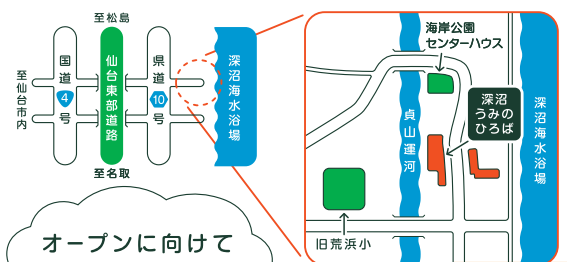 至松島
国道4号
仙台東部道路
県道10号
至仙台市内
深沼海水浴場
至名取
オープンに向けて
海岸公園
センターハウス
貞山運河
深沼
うみの
ひろば
深沼海水浴場
旧荒浜小